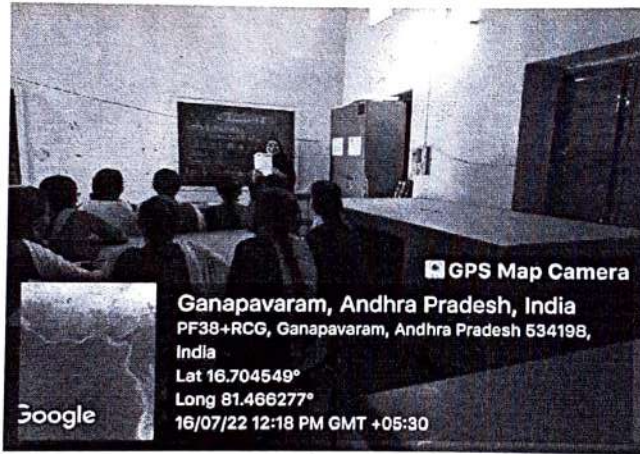 GPS Map Camera
Ganapavaram, Andhra Pradesh, India
PF38+RCG, Ganapavaram, Andhra Pradesh 534198,
India
Lat 16.704549°
Long 81.466277°
16/07/22 12:18 PM GMT +05:30
Google